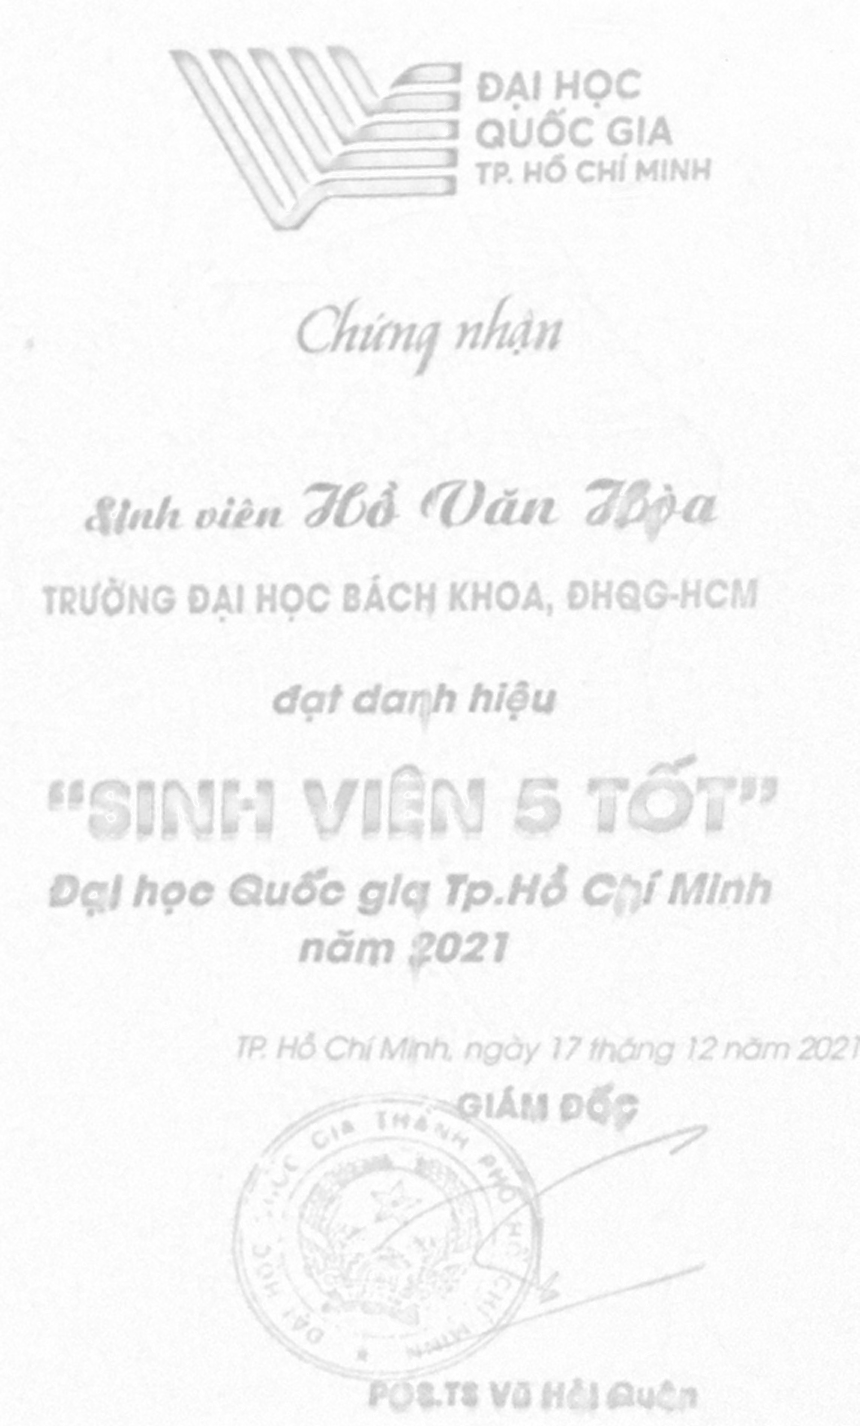 ĐẠI HỌC
QUỐC GIA
TP. HỒ CHÍ MINH
Chứng nhận
Sinh viên Hồ Văn Hòa
TRƯỜNG ĐẠI HỌC BÁCH KHOA, ĐHQG-HCM
đạt danh hiệu
“SINH VIÊN 5 TỐT”
Đại học Quốc gia Tp.Hồ Chí Minh
năm 2021
TP. Hồ Chí Minh, ngày 17 tháng 12 năm 2021
GIÁM ĐỐC
ĐẠI HỌC QUỐC GIA THÀNH PHỐ HỒ CHÍ MINH
PGS.TS Vũ Hải Quân